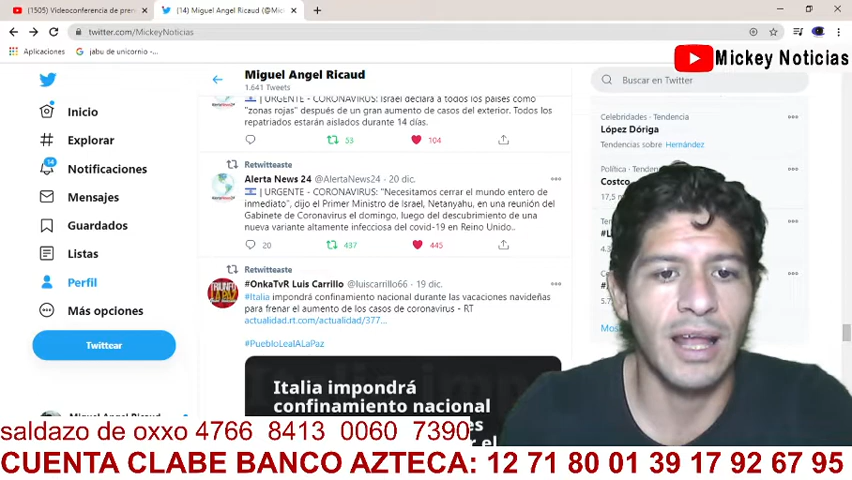 (1505) Videoconferencia de pren
(14) Miguel Angel Ricaud (@Mic
twitter.com/MickeyNoticias
Aplicaciones
jabu de unicornio -...
Mickey Noticias
Miguel Angel Ricaud
1.641 Tweets
Buscar en Twitter
Inicio
Explorar
14
Notificaciones
Mensajes
Guardados
Listas
Perfil
Más opciones
Twittear
| URGENTE - CORONAVIRUS: Israel declara a todos los países como
"zonas rojas" después de un gran aumento de casos del exterior. Todos los
repatriados estarán aislados durante 14 días.
53
104
Retwitteaste
Alerta News 24 @AlertaNews24 · 20 dic.
| URGENTE - CORONAVIRUS: "Necesitamos cerrar el mundo entero de
inmediato", dijo el Primer Ministro de Israel, Netanyahu, en una reunión del
Gabinete de Coronavirus el domingo, luego del descubrimiento de una
nueva variante altamente infecciosa del covid-19 en Reino Unido..
20
437
445
Retwitteaste
#OnkaTvR Luis Carrillo @luiscarrillo66 · 19 dic.
#Italia impondrá confinamiento nacional durante las vacaciones navideñas
para frenar el aumento de los casos de coronavirus - RT
actualidad.rt.com/actualidad/377...
#PuebloLealALaPaz
Italia impondrá
confinamiento nacional
Celebridades · Tendencia
López Dóriga
Tendencias sobre Hernández
Política · Tenden
Costco
17,5
Miguel Angel Ricaud
saldazo de oxxo 4766 8413 0060 7390
CUENTA CLABE BANCO AZTECA: 12 71 80 01 39 17 92 67 95